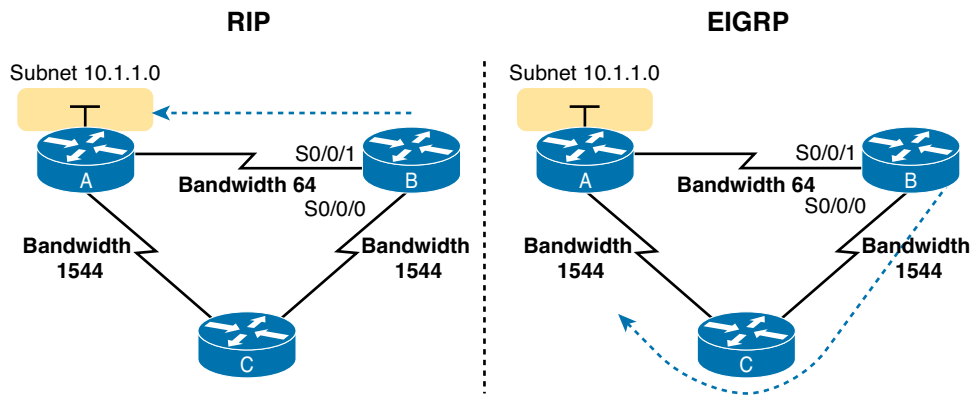 RIP
Subnet 10.1.1.0
A
S0/0/1
B
Bandwidth 64
S0/0/0
Bandwidth
1544
Bandwidth
1544
C
EIGRP
Subnet 10.1.1.0
A
S0/0/1
B
Bandwidth 64
S0/0/0
Bandwidth
1544
Bandwidth
1544
C